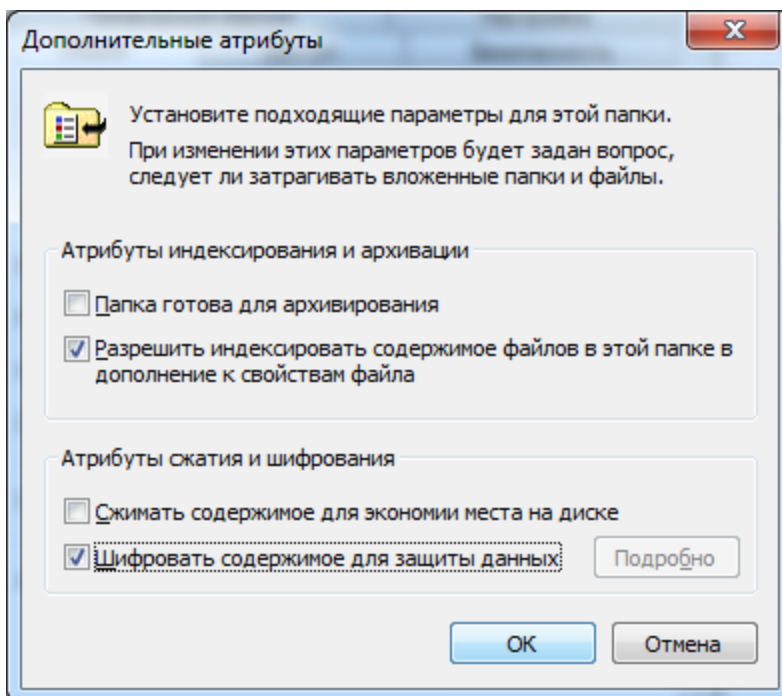 Дополнительные атрибуты
Установите подходящие параметры для этой папки.
При изменении этих параметров будет задан вопрос,
следует ли затрагивать вложенные папки и файлы.
Атрибуты индексирования и архивации
Папка готова для архивирования
Разрешить индексировать содержимое файлов в этой папке в
дополнение к свойствам файла
Атрибуты сжатия и шифрования
Сжимать содержимое для экономии места на диске
Шифровать содержимое для защиты данных
Подробно
ОК
Отмена